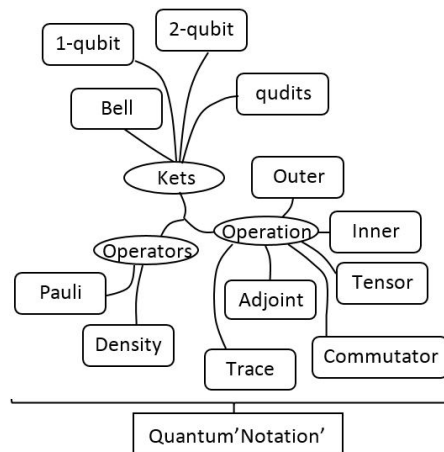 2-qubit
1-qubit
qudits
Bell
Kets
Outer
Operation
Inner
Operators
Tensor
Pauli
Adjoint
Density
Trace
Commutator
Quantum'Notation'